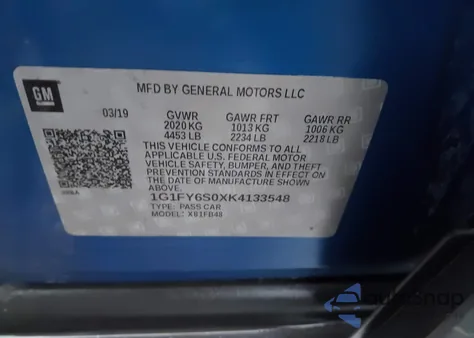 GM
MFD BY GENERAL MOTORS LLC
03/19
GVWR GAWR FRT GAWR RR
2020 KG 1013 KG 1006 KG
4453 LB 2234 LB 2218 LB
THIS VEHICLE CONFORMS TO ALL
APPLICABLE U.S. FEDERAL MOTOR
VEHICLE SAFETY, BUMPER, AND THEFT
PREVENTION STANDARDS IN EFFECT ON
THE DATE OF MANUFACTURE SHOWN
ABOVE.
1G1FY6S0XK4133548
TYPE: PASS CAR
MODEL: X01FB48